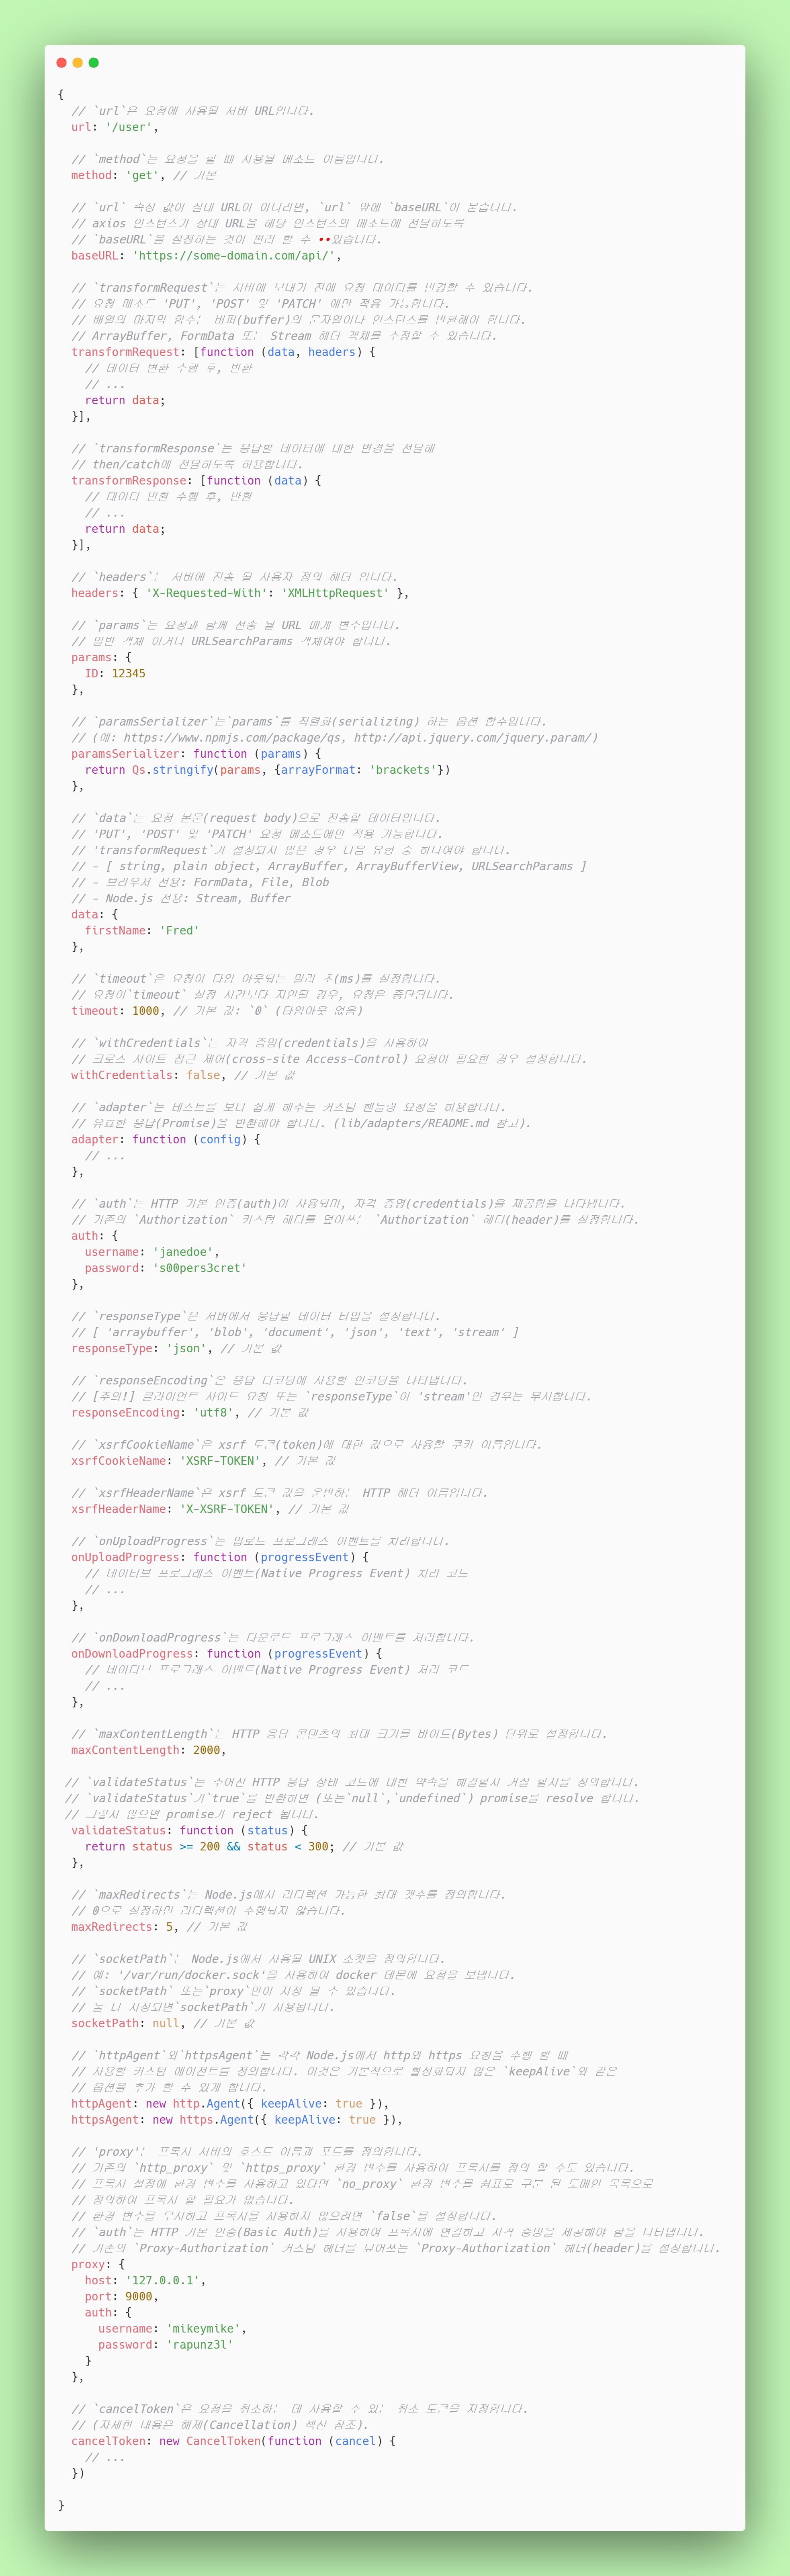 {
  // `url`은 요청에 사용될 서버 URL입니다.
  url: '/user',

  // `method`는 요청을 할 때 사용될 메소드 이름입니다.
  method: 'get', // 기본

  // `url` 속성 값이 절대 URL이 아니라면, `url` 앞에 `baseURL`이 붙습니다.
  // axios 인스턴스가 상대 URL을 해당 인스턴스의 메소드에 전달하도록
  // `baseURL`을 설정하는 것이 편리 할 수 ••있습니다.
  baseURL: 'https://some-domain.com/api/',

  // `transformRequest`는 서버에 보내기 전에 요청 데이터를 변경할 수 있습니다.
  // 요청 메소드 'PUT', 'POST' 및 'PATCH' 에만 적용 가능합니다.
  // 배열의 마지막 함수는 버퍼(buffer)의 문자열이나 인스턴스를 반환해야 합니다.
  // ArrayBuffer, FormData 또는 Stream 헤더 객체를 수정할 수 있습니다.
  transformRequest: [function (data, headers) {
    // 데이터 변환 수행 후, 반환
    // ...
    return data;
  }],

  // `transformResponse`는 응답할 데이터에 대한 변경을 전달해
  // then/catch에 전달하도록 허용합니다.
  transformResponse: [function (data) {
    // 데이터 변환 수행 후, 반환
    // ...
    return data;
  }],

  // `headers`는 서버에 전송 될 사용자 정의 헤더 입니다.
  headers: { 'X-Requested-With': 'XMLHttpRequest' },

  // `params`는 요청과 함께 전송 될 URL 매개 변수입니다.
  // 일반 객체 이거나 URLSearchParams 객체여야 합니다.
  params: {
    ID: 12345
  },

  // `paramsSerializer`는`params`를 직렬화(serializing) 하는 옵션 함수입니다.
  // (예: https://www.npmjs.com/package/qs, http://api.jquery.com/jquery.param/)
  paramsSerializer: function (params) {
    return Qs.stringify(params, {arrayFormat: 'brackets'})
  },

  // `data`는 요청 본문(request body)으로 전송할 데이터입니다.
  // 'PUT', 'POST' 및 'PATCH' 요청 메소드에만 적용 가능합니다.
  // 'transformRequest`가 설정되지 않은 경우 다음 유형 중 하나여야 합니다.
  // - [ string, plain object, ArrayBuffer, ArrayBufferView, URLSearchParams ]
  // - 브라우저 전용: FormData, File, Blob
  // - Node.js 전용: Stream, Buffer
  data: {
    firstName: 'Fred'
  },

  // `timeout`은 요청이 타임 아웃되는 밀리 초(ms)를 설정합니다.
  // 요청이`timeout` 설정 시간보다 지연될 경우, 요청은 중단됩니다.
  timeout: 1000, // 기본 값: `0` (타임아웃 없음)

  // `withCredentials`는 자격 증명(credentials)을 사용하여
  // 크로스 사이트 접근 제어(cross-site Access-Control) 요청이 필요한 경우 설정합니다.
  withCredentials: false, // 기본 값

  // `adapter`는 테스트를 보다 쉽게 해주는 커스텀 핸들링 요청을 허용합니다.
  // 유효한 응답(Promise)을 반환해야 합니다. (lib/adapters/README.md 참고).
  adapter: function (config) {
    // ...
  },

  // `auth`는 HTTP 기본 인증(auth)이 사용되며, 자격 증명(credentials)을 제공함을 나타냅니다.
  // 기존의 `Authorization` 커스텀 헤더를 덮어쓰는 `Authorization` 헤더(header)를 설정합니다.
  auth: {
    username: 'janedoe',
    password: 's00pers3cret'
  },

  // `responseType`은 서버에서 응답할 데이터 타입을 설정합니다.
  // [ 'arraybuffer', 'blob', 'document', 'json', 'text', 'stream' ]
  responseType: 'json', // 기본 값

  // `responseEncoding`은 응답 디코딩에 사용할 인코딩을 나타냅니다.
  // [주의!] 클라이언트 사이드 요청 또는 `responseType`이 'stream'인 경우는 무시합니다.
  responseEncoding: 'utf8', // 기본 값

  // `xsrfCookieName`은 xsrf 토큰(token)에 대한 값으로 사용할 쿠키 이름입니다.
  xsrfCookieName: 'XSRF-TOKEN', // 기본 값

  // `xsrfHeaderName`은 xsrf 토큰 값을 운반하는 HTTP 헤더 이름입니다.
  xsrfHeaderName: 'X-XSRF-TOKEN', // 기본 값

  // `onUploadProgress`는 업로드 프로그래스 이벤트를 처리합니다.
  onUploadProgress: function (progressEvent) {
    // 네이티브 프로그래스 이벤트(Native Progress Event) 처리 코드
    // ...
  },

  // `onDownloadProgress`는 다운로드 프로그래스 이벤트를 처리합니다.
  onDownloadProgress: function (progressEvent) {
    // 네이티브 프로그래스 이벤트(Native Progress Event) 처리 코드
    // ...
  },

  // `maxContentLength`는 HTTP 응답 콘텐츠의 최대 크기를 바이트(Bytes) 단위로 설정합니다.
  maxContentLength: 2000,

 // `validateStatus`는 주어진 HTTP 응답 상태 코드에 대한 약속을 해결할지 거절 할지를 정의합니다.
 // `validateStatus`가`true`를 반환하면 (또는`null`,`undefined`) promise를 resolve 합니다.
 // 그렇지 않으면 promise가 reject 됩니다.
  validateStatus: function (status) {
    return status >= 200 && status < 300; // 기본 값
  },

  // `maxRedirects`는 Node.js에서 리디렉션 가능한 최대 갯수를 정의합니다.
  // 0으로 설정하면 리디렉션이 수행되지 않습니다.
  maxRedirects: 5, // 기본 값

  // `socketPath`는 Node.js에서 사용될 UNIX 소켓을 정의합니다.
  // 예: '/var/run/docker.sock'을 사용하여 docker 데몬에 요청을 보냅니다.
  // `socketPath` 또는`proxy`만이 지정 될 수 있습니다.
  // 둘 다 지정되면`socketPath`가 사용됩니다.
  socketPath: null, // 기본 값

  // `httpAgent`와`httpsAgent`는 각각 Node.js에서 http와 https 요청을 수행 할 때
  // 사용할 커스텀 에이전트를 정의합니다. 이것은 기본적으로 활성화되지 않은 `keepAlive`와 같은
  // 옵션을 추가 할 수 있게 합니다.
  httpAgent: new http.Agent({ keepAlive: true }),
  httpsAgent: new https.Agent({ keepAlive: true }),

  // 'proxy'는 프록시 서버의 호스트 이름과 포트를 정의합니다.
  // 기존의 `http_proxy` 및 `https_proxy` 환경 변수를 사용하여 프록시를 정의 할 수도 있습니다.
  // 프록시 설정에 환경 변수를 사용하고 있다면 `no_proxy` 환경 변수를 쉼표로 구분 된 도메인 목록으로
  // 정의하여 프록시 할 필요가 없습니다.
  // 환경 변수를 무시하고 프록시를 사용하지 않으려면 `false`를 설정합니다.
  // `auth`는 HTTP 기본 인증(Basic Auth)를 사용하여 프록시에 연결하고 자격 증명을 제공해야 함을 나타냅니다.
  // 기존의 `Proxy-Authorization` 커스텀 헤더를 덮어쓰는 `Proxy-Authorization` 헤더(header)를 설정합니다.
  proxy: {
    host: '127.0.0.1',
    port: 9000,
    auth: {
      username: 'mikeymike',
      password: 'rapunz3l'
    }
  },

  // `cancelToken`은 요청을 취소하는 데 사용할 수 있는 취소 토큰을 지정합니다.
  // (자세한 내용은 해제(Cancellation) 섹션 참조).
  cancelToken: new CancelToken(function (cancel) {
    // ...
  })

}